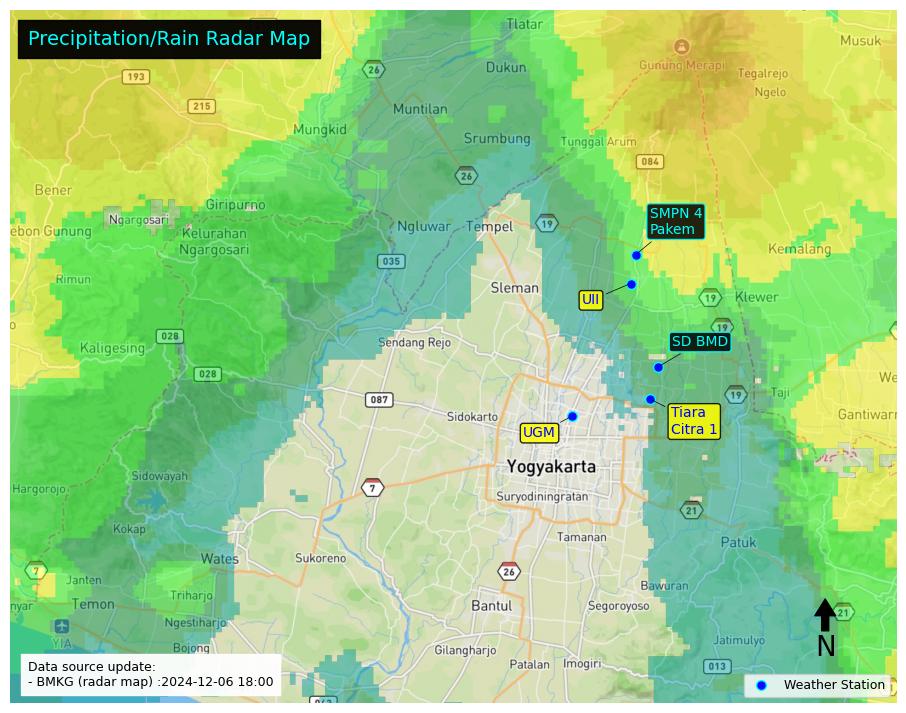 Precipitation/Rain Radar Map
Tlatar
Musuk
26
Gunung Merapi
193
Dukun
Tegalrejo
Ngelo
215
Muntilan
Mungkid
Srumbung
Tunggal Arum
084
26
Bener
Giripurno
Ngargosari
SMPN 4
Pakem
ebon Gunung
Kelurahan
Ngargosari
Ngluwar
Tempel
19
Kemalang
035
Rimun
Sleman
UII
19
Klewer
028
Sendang Rejo
19
SD BMD
Kaligesing
028
087
19
Taji
Sidokarto
Tiara
Citra 1
Gantiwarn
UGM
Yogyakarta
Sidowayah
Hargorojo
7
Suryodiningratan
21
Kokap
Tamanan
Patuk
Wates
Sukoreno
7
26
Janten
Bawuran
Triharjo
nyar
Temon
Bantul
Segoroyoso
21
Ngestiharjo
YIA
Jatimulyo
N
Bojong
Gilangharjo
Patalan
Imogiri
013
Data source update:
- BMKG (radar map) :2024-12-06 18:00
Weather Station